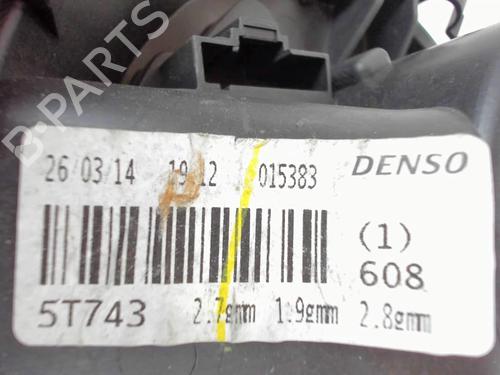 B-PARTS
26/03/14 19 12 015383 DENSO
(1)
608
5T743 2.7gmm 1.9gmm 2.8gmm